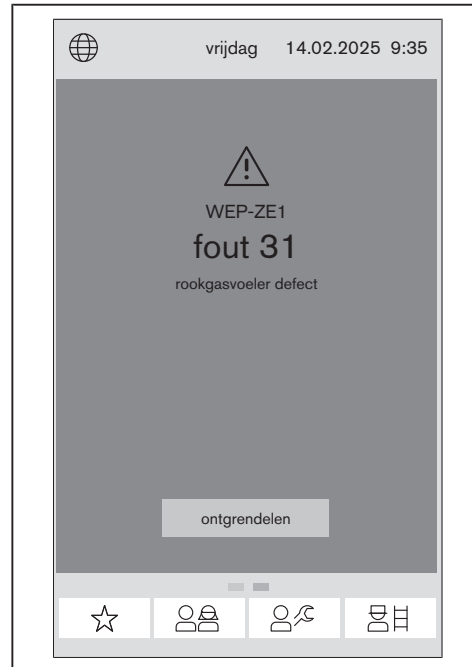 vrijdag 14.02.2025 9:35
WEP-ZE1
fout 31
rookgasvoeler defect
ontgrendelen